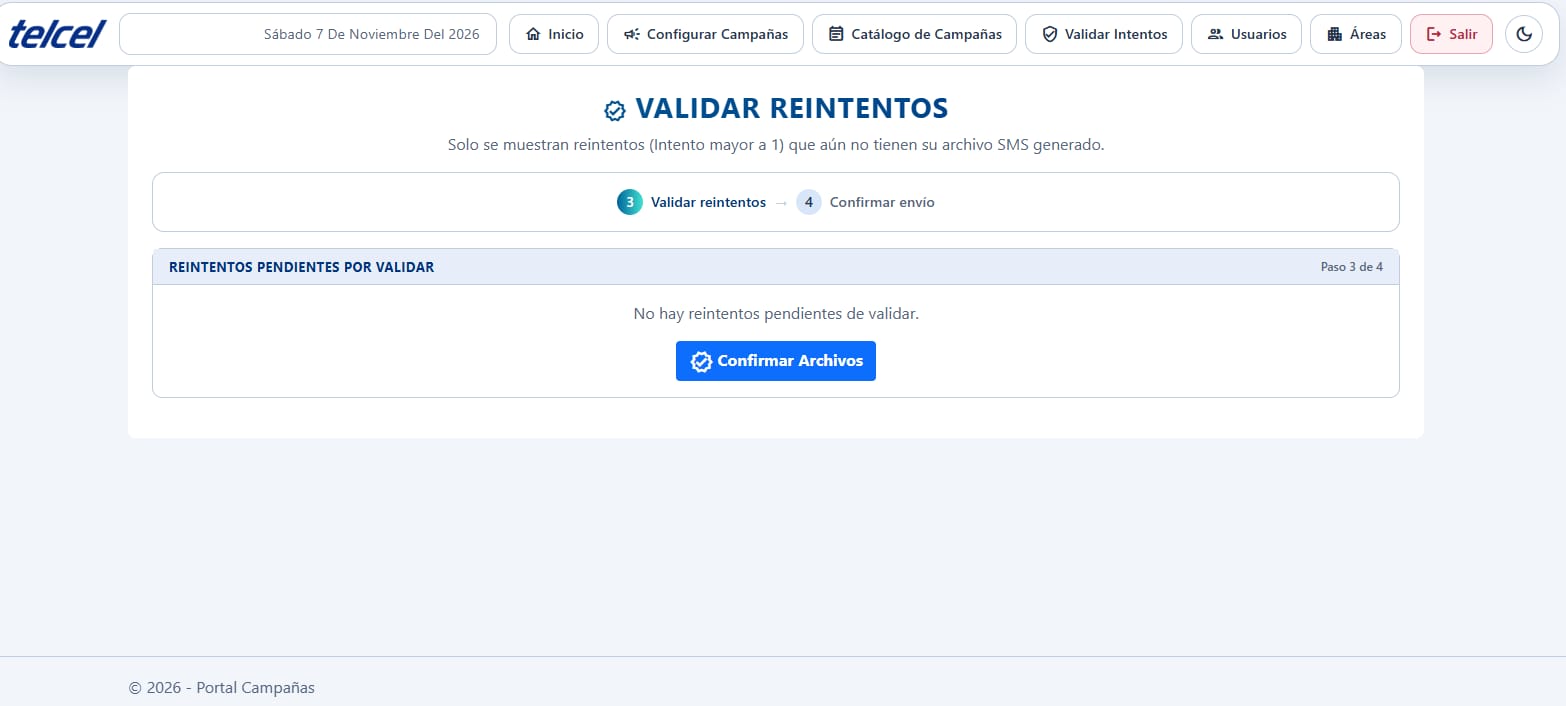 telcel
Sábado 7 De Noviembre Del 2026
Inicio
Configurar Campañas
Catálogo de Campañas
Validar Intentos
Usuarios
Áreas
Salir
VALIDAR REINTENTOS
Solo se muestran reintentos (Intento mayor a 1) que aún no tienen su archivo SMS generado.
3 Validar reintentos → 4 Confirmar envío
REINTENTOS PENDIENTES POR VALIDAR
Paso 3 de 4
No hay reintentos pendientes de validar.
Confirmar Archivos
© 2026 - Portal Campañas